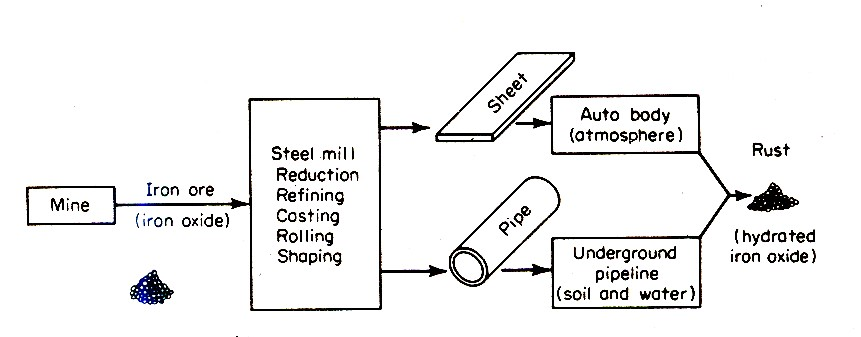 Mine
Iron ore
(iron oxide)
Steel mill
Reduction
Refining
Costing
Rolling
Shaping
Sheet
Pipe
Auto body
(atmosphere)
Underground
pipeline
(soil and water)
Rust
(hydrated
iron oxide)